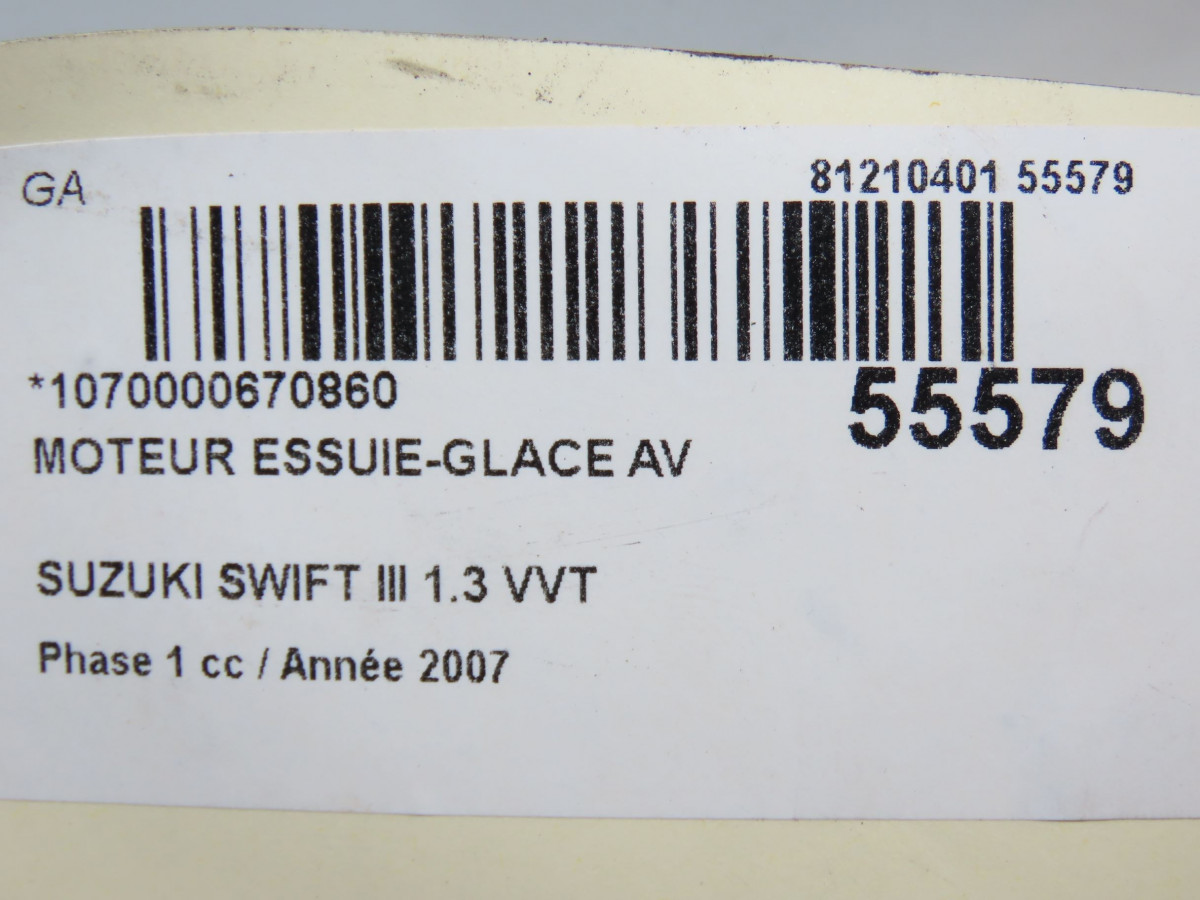 GA
81210401 55579
*1070000670860
55579
MOTEUR ESSUIE-GLACE AV
SUZUKI SWIFT III 1.3 VVT
Phase 1 cc / Année 2007